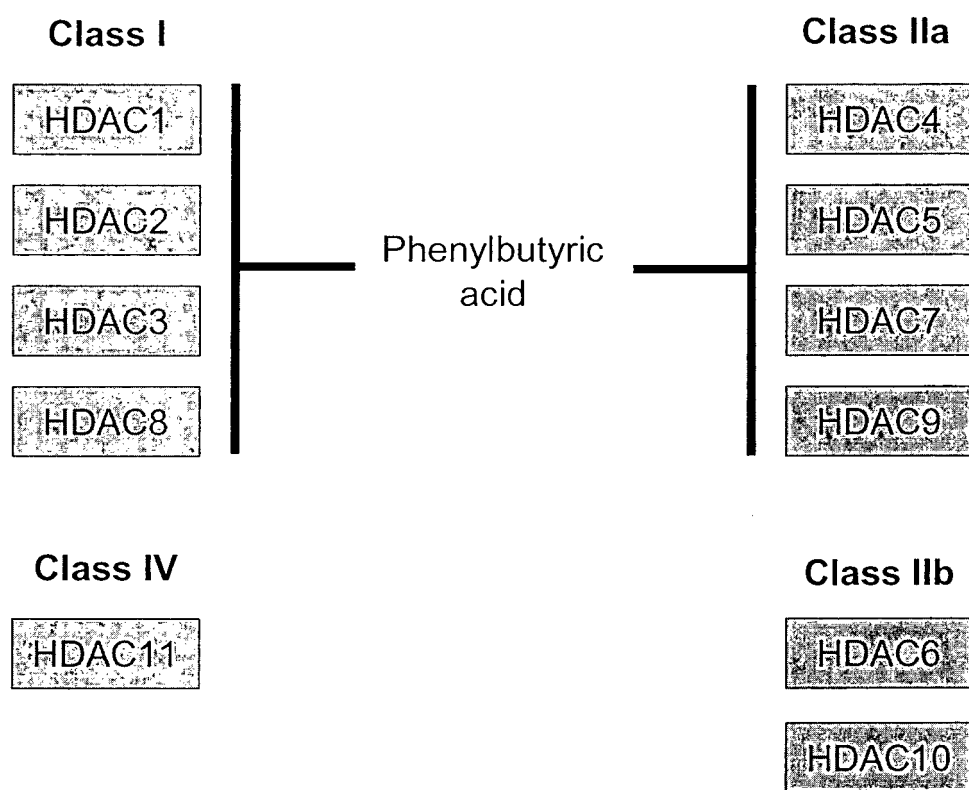 Class I
HDAC1
HDAC2
HDAC3
HDAC8
Phenylbutyric
acid
Class IIa
HDAC4
HDAC5
HDAC7
HDAC9
Class IV
HDAC11
Class IIb
HDAC6
HDAC10